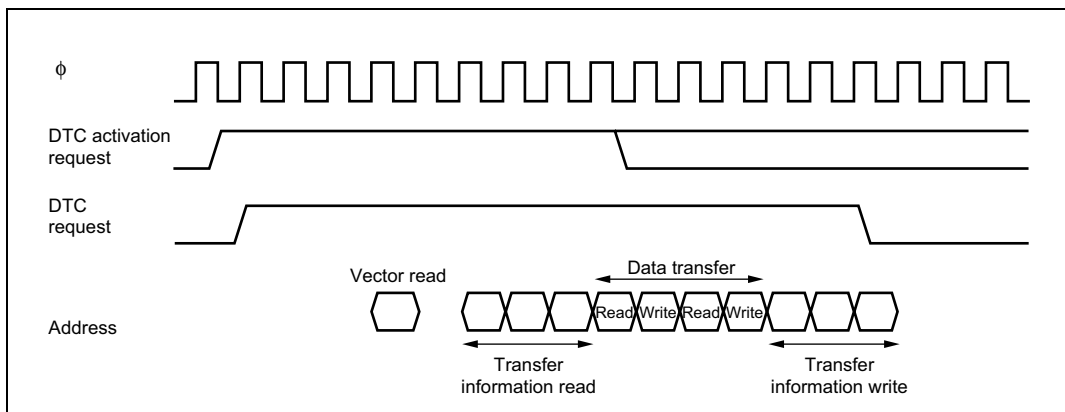 ϕ
DTC activation
request
DTC
request
Vector read
Data transfer
Address
Read Write Read Write
Transfer
information read
Transfer
information write